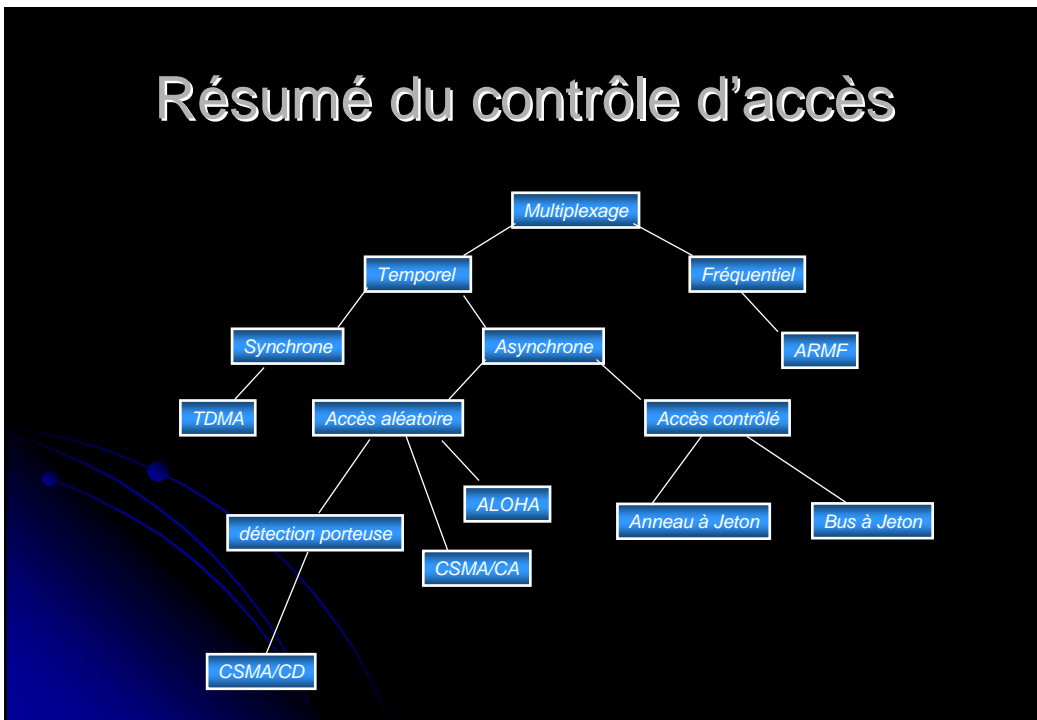 Résumé du contrôle d'accès
Multiplexage
Temporel
Fréquentiel
Synchrone
Asynchrone
ARMF
TDMA
Accès aléatoire
Accès contrôlé
ALOHA
Anneau à Jeton
Bus à Jeton
détection porteuse
CSMA/CA
CSMA/CD